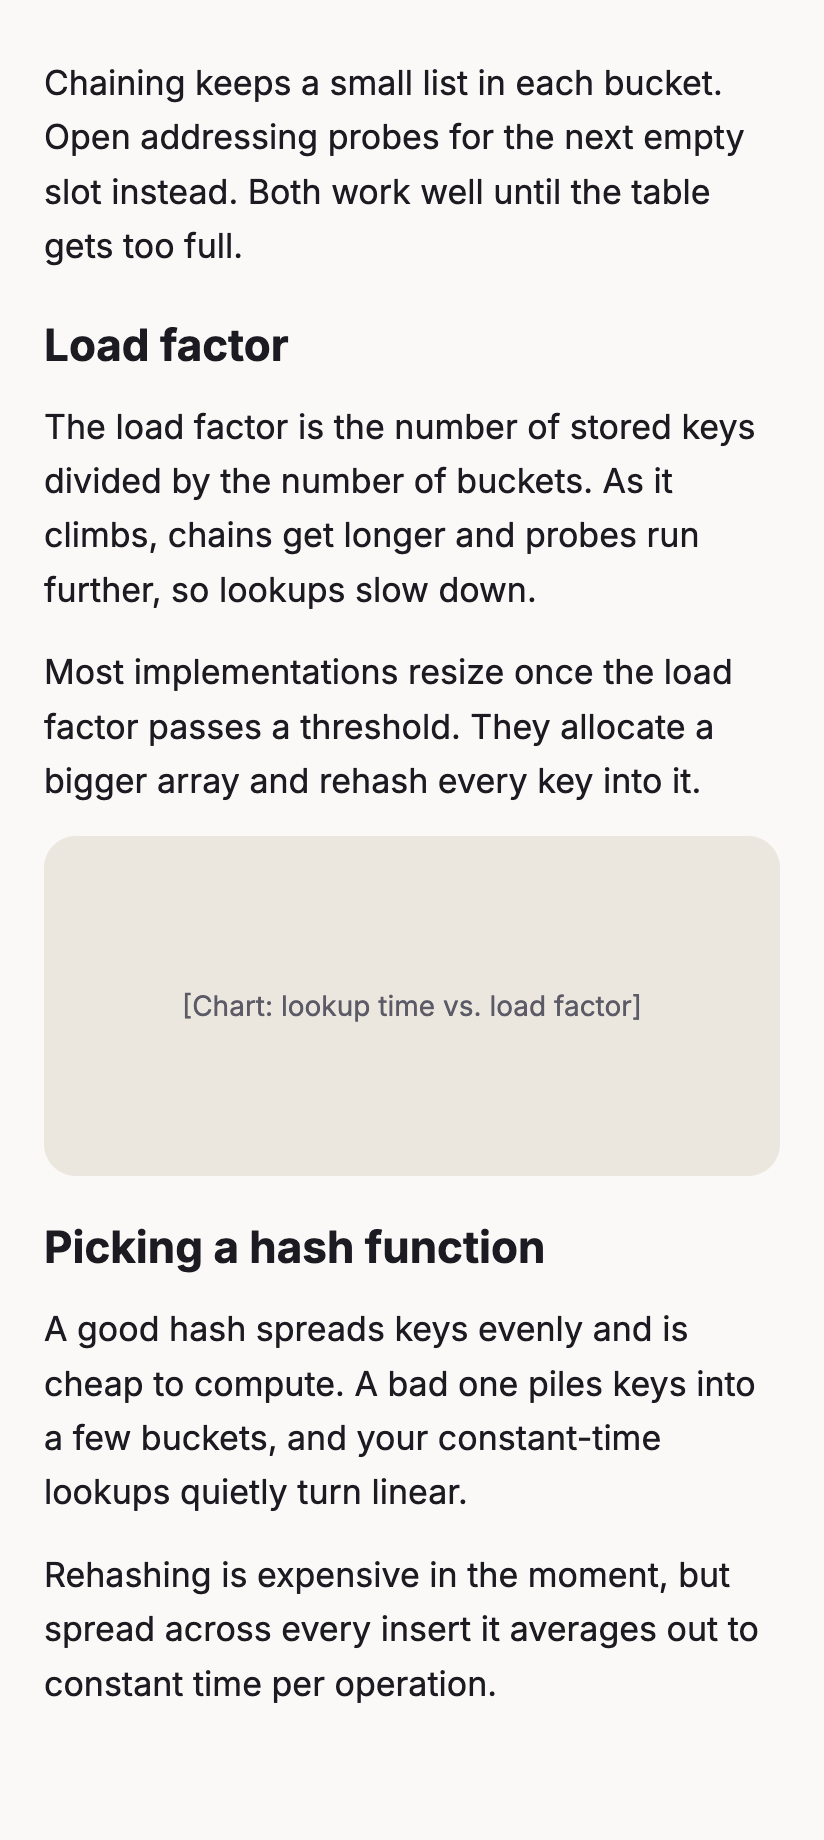 Chaining keeps a small list in each bucket.
Open addressing probes for the next empty
slot instead. Both work well until the table
gets too full.
Load factor
The load factor is the number of stored keys
divided by the number of buckets. As it
climbs, chains get longer and probes run
further, so lookups slow down.
Most implementations resize once the load
factor passes a threshold. They allocate a
bigger array and rehash every key into it.
[Chart: lookup time vs. load factor]
Picking a hash function
A good hash spreads keys evenly and is
cheap to compute. A bad one piles keys into
a few buckets, and your constant-time
lookups quietly turn linear.
Rehashing is expensive in the moment, but
spread across every insert it averages out to
constant time per operation.